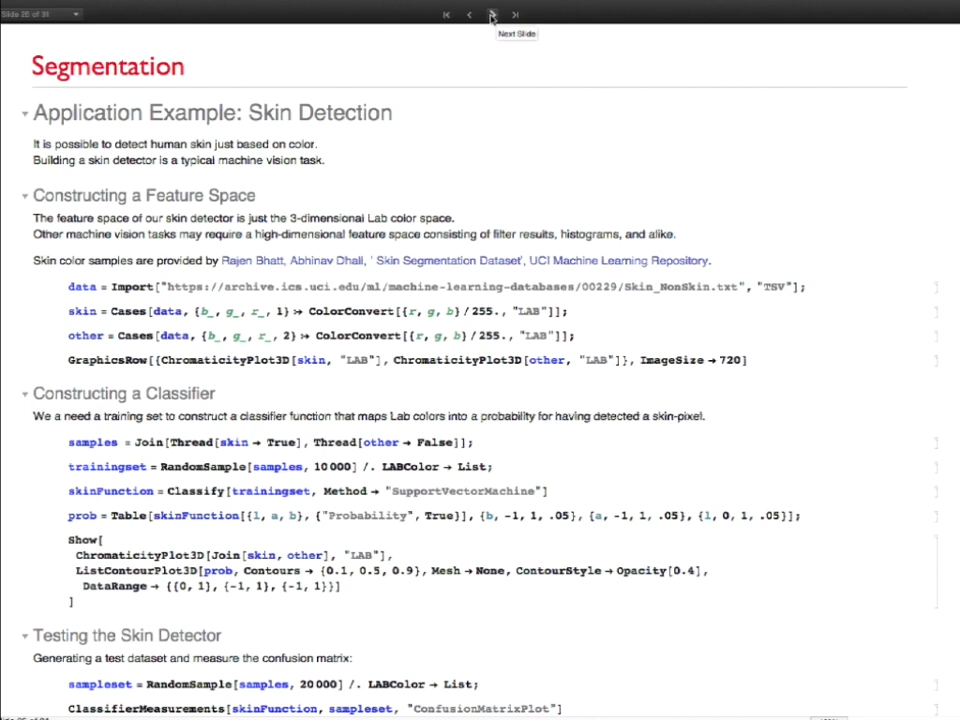 Slide 25 of 31
Next Slide
Segmentation
Application Example: Skin Detection
It is possible to detect human skin just based on color.
Building a skin detector is a typical machine vision task.
Constructing a Feature Space
The feature space of our skin detector is just the 3-dimensional Lab color space.
Other machine vision tasks may require a high-dimensional feature space consisting of filter results, histograms, and alike.
Skin color samples are provided by Rajen Bhatt, Abhinav Dhall, ' Skin Segmentation Dataset', UCI Machine Learning Repository.
data = Import["https://archive.ics.uci.edu/ml/machine-learning-databases/00229/Skin_NonSkin.txt", "TSV"];
skin = Cases[data, {b_, g_, r_, 1} :> ColorConvert[{r, g, b} / 255., "LAB"]];
other = Cases[data, {b_, g_, r_, 2} :> ColorConvert[{r, g, b} / 255., "LAB"]];
GraphicsRow[{ChromaticityPlot3D[skin, "LAB"], ChromaticityPlot3D[other, "LAB"]}, ImageSize → 720]
Constructing a Classifier
We a need a training set to construct a classifier function that maps Lab colors into a probability for having detected a skin-pixel.
samples = Join[Thread[skin → True], Thread[other → False]];
trainingset = RandomSample[samples, 10 000] /. LABColor → List;
skinFunction = Classify[trainingset, Method → "SupportVectorMachine"]
prob = Table[skinFunction[{l, a, b}, {"Probability", True}], {b, -1, 1, .05}, {a, -1, 1, .05}, {l, 0, 1, .05}];
Show[
ChromaticityPlot3D[Join[skin, other], "LAB"],
ListContourPlot3D[prob, Contours → {0.1, 0.5, 0.9}, Mesh → None, ContourStyle → Opacity[0.4],
DataRange → {{0, 1}, {-1, 1}, {-1, 1}}]
]
Testing the Skin Detector
Generating a test dataset and measure the confusion matrix:
sampleset = RandomSample[samples, 20 000] /. LABColor → List;
ClassifierMeasurements[skinFunction, sampleset, "ConfusionMatrixPlot"]